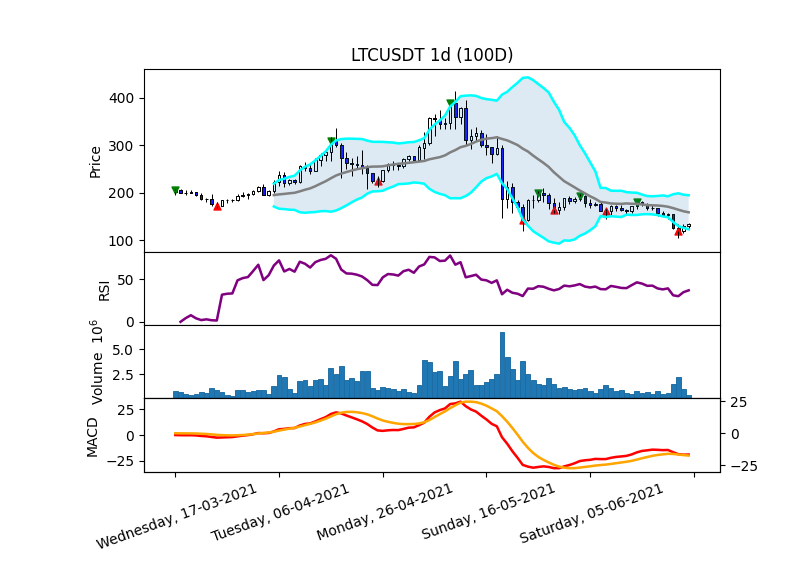 LTCUSDT 1d (100D)
Price
400
300
200
100
RSI
50
0
Volume 10^6
5.0
2.5
MACD
25
0
−25
25
0
−25
Wednesday, 17-03-2021
Tuesday, 06-04-2021
Monday, 26-04-2021
Sunday, 16-05-2021
Saturday, 05-06-2021